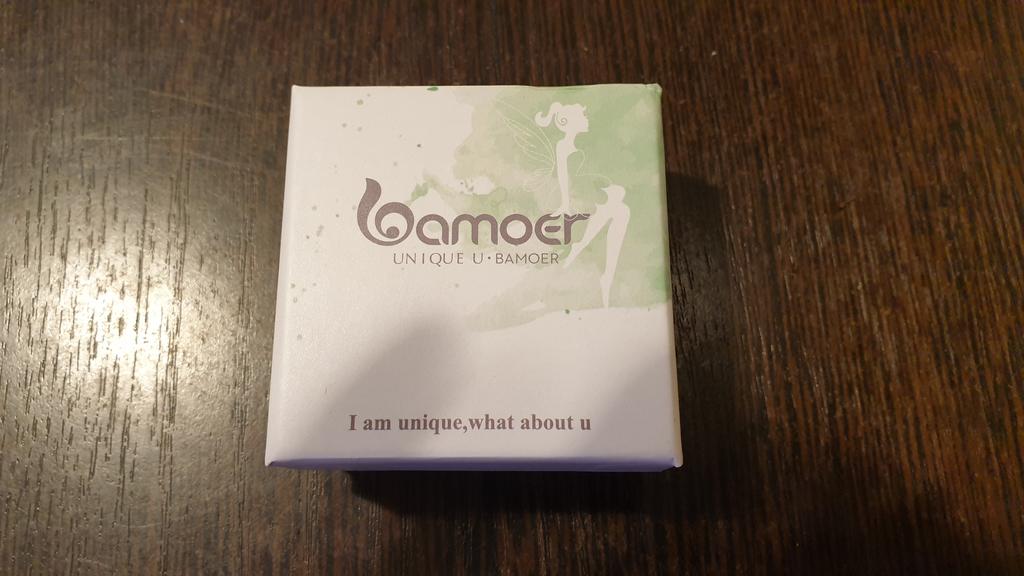 bamoer
UNIQUE U·BAMOER
I am unique,what about u